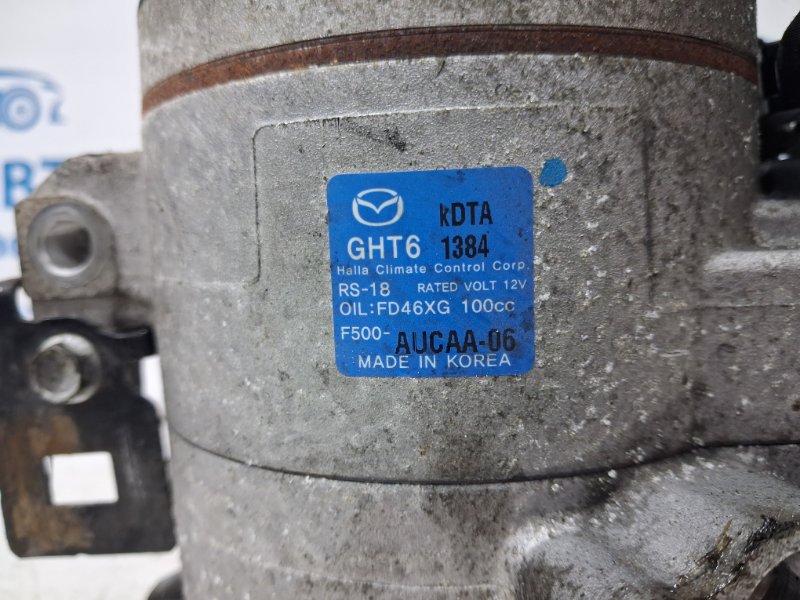 kDTA
GHT6 1384
Halla Climate Control Corp.
RS-18 RATED VOLT 12V
OIL:FD46XG 100cc
F500-AUCAA-06
MADE IN KOREA